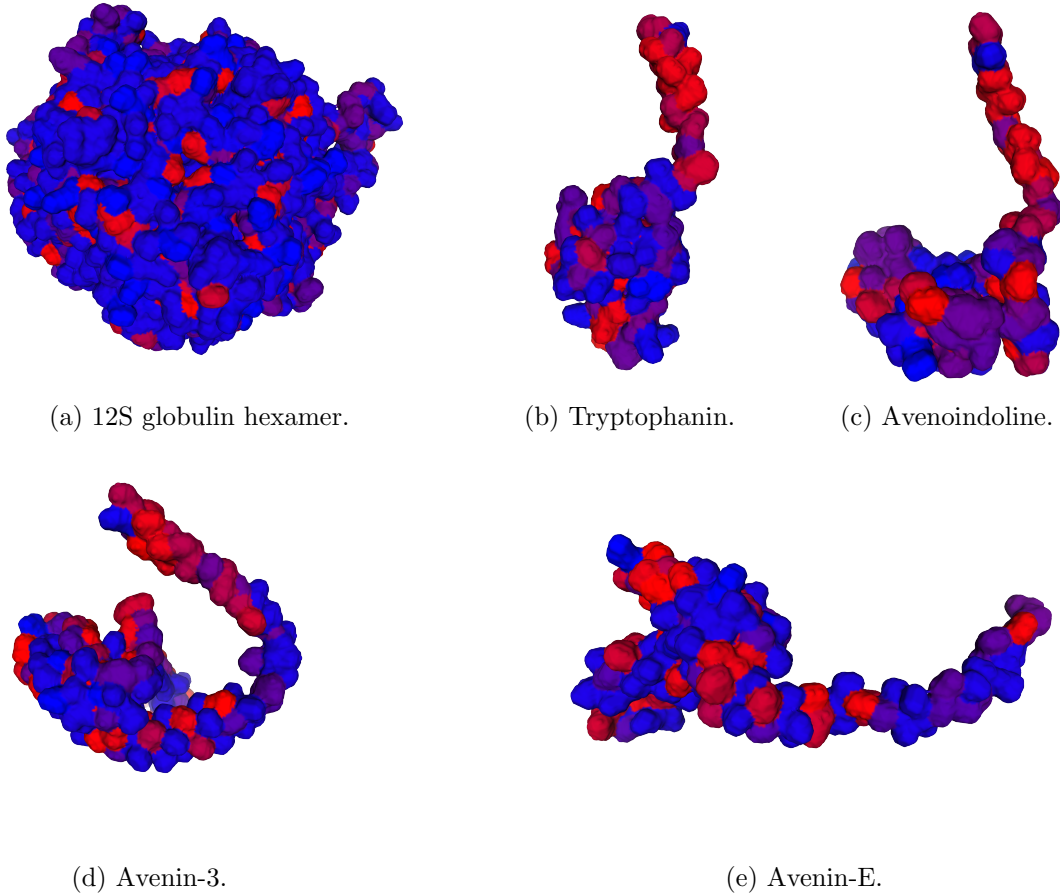 (a) 12S globulin hexamer.
(b) Tryptophanin.
(c) Avenoindoline.
(d) Avenin-3.
(e) Avenin-E.